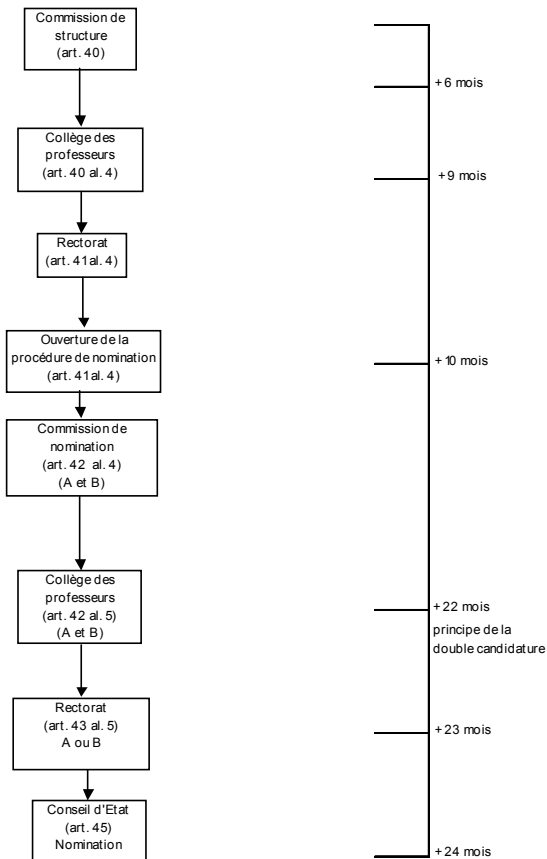 Commission de
structure
(art. 40)
+ 6 mois
Collège des
professeurs
(art. 40 al. 4)
+ 9 mois
Rectorat
(art. 41 al. 4)
Ouverture de la
procédure de nomination
(art. 41 al. 4)
+ 10 mois
Commission de
nomination
(art. 42 al. 4)
(A et B)
Collège des
professeurs
(art. 42 al. 5)
(A et B)
+ 22 mois
principe de la
double candidature
Rectorat
(art. 43 al. 5)
A ou B
+ 23 mois
Conseil d'Etat
(art. 45)
Nomination
+ 24 mois